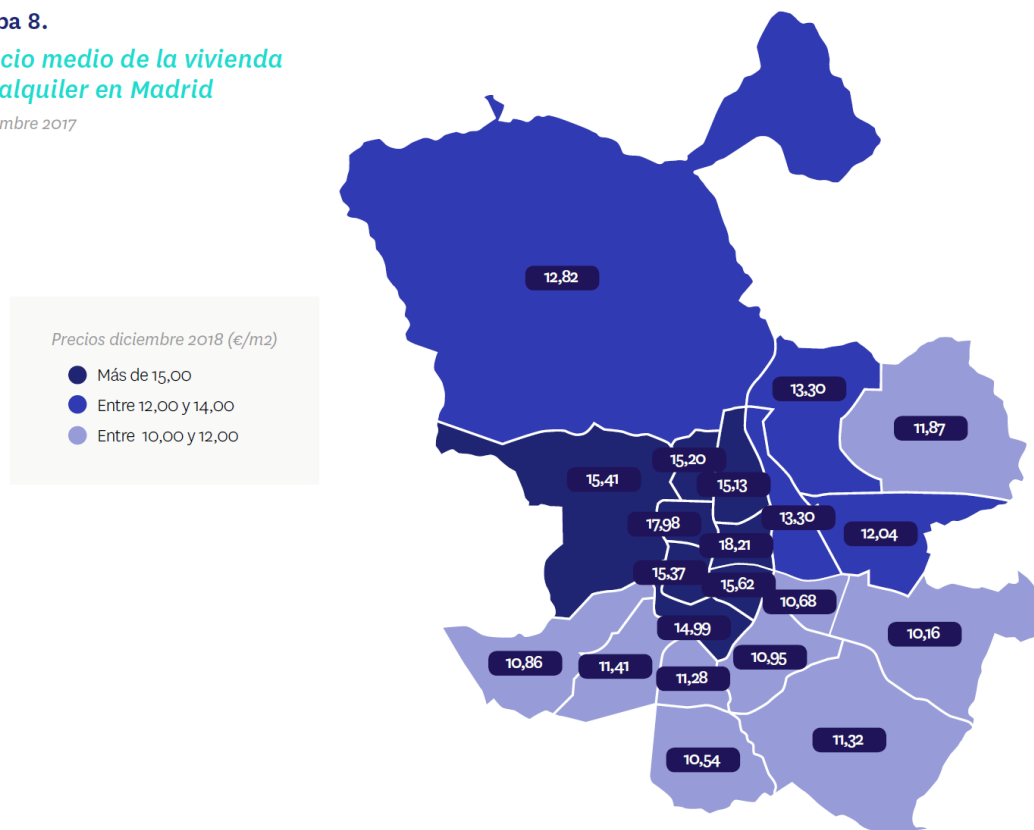 pa 8.
cio medio de la vivienda
alquiler en Madrid
mbre 2017
12,82
Precios diciembre 2018 (€/m2)
Más de 15,00
Entre 12,00 y 14,00
Entre 10,00 y 12,00
13,30
11,87
15,20
15,41
15,13
17,98
13,30
12,04
18,21
15,37
15,62
10,68
14,99
10,16
10,86
11,41
10,95
11,28
11,32
10,54